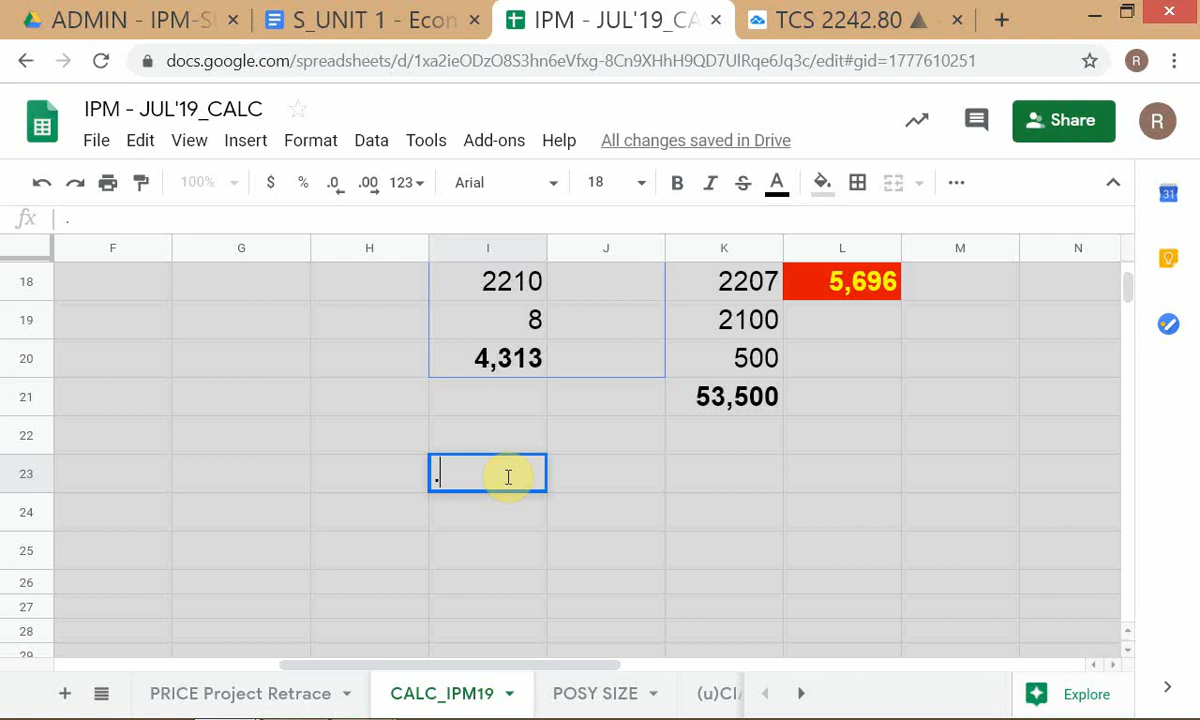 ADMIN - IPM-S × S_UNIT 1 - Econ × IPM - JUL'19_CA × TCS 2242.80 ▲ - × +
docs.google.com/spreadsheets/d/1xa2ieODzO8S3hn6eVfxg-8Cn9XHhH9QD7UlRqe6Jq3c/edit#gid=1777610251 R
IPM - JUL'19_CALC
File Edit View Insert Format Data Tools Add-ons Help All changes saved in Drive Share R
100% $ % .0 .00 123 Arial 18 B I S A ...
fx .
31
F G H I J K L M N
18 2210 2207 5,696
19 8 2100
20 4,313 500
21 53,500
22
23 .
24
25
26
27
28
29
+ PRICE Project Retrace CALC_IPM19 POSY SIZE Explore